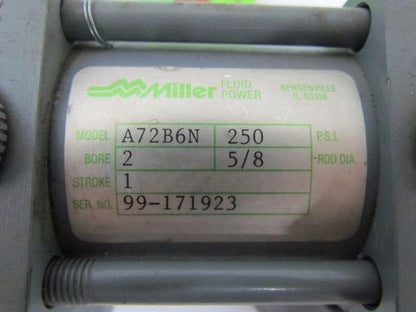 Miller FLUID POWER BENSENVILLE IL 60106
MODEL A72B6N 250 P.S.I.
BORE 2 5/8 ROD DIA.
STROKE 1
SER. NO. 99-171923